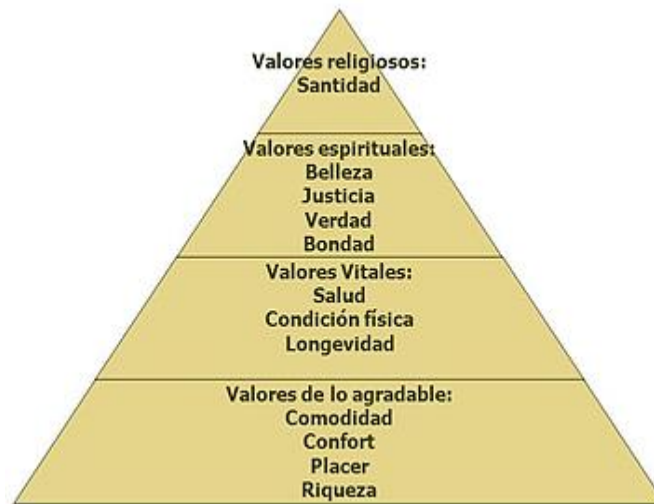 Valores religiosos:
Santidad
Valores espirituales:
Belleza
Justicia
Verdad
Bondad
Valores Vitales:
Salud
Condición física
Longevidad
Valores de lo agradable:
Comodidad
Confort
Placer
Riqueza